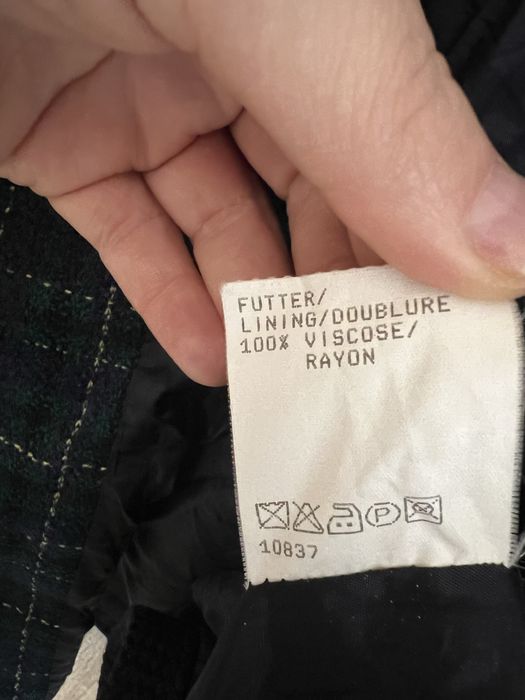 FUTTER/
LINING/DOUBLURE
100% VISCOSE/
RAYON
P
10837